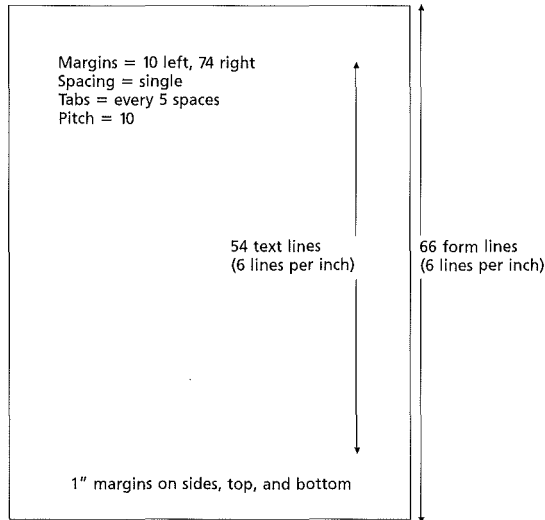 Margins = 10 left, 74 right
Spacing = single
Tabs = every 5 spaces
Pitch = 10
54 text lines
(6 lines per inch)
66 form lines
(6 lines per inch)
1″ margins on sides, top, and bottom